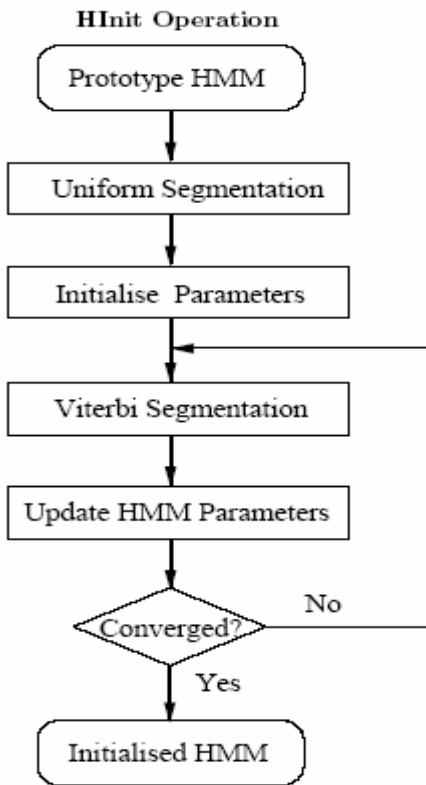 HInit Operation
Prototype HMM
Uniform Segmentation
Initialise Parameters
Viterbi Segmentation
Update HMM Parameters
Converged?
No
Yes
Initialised HMM